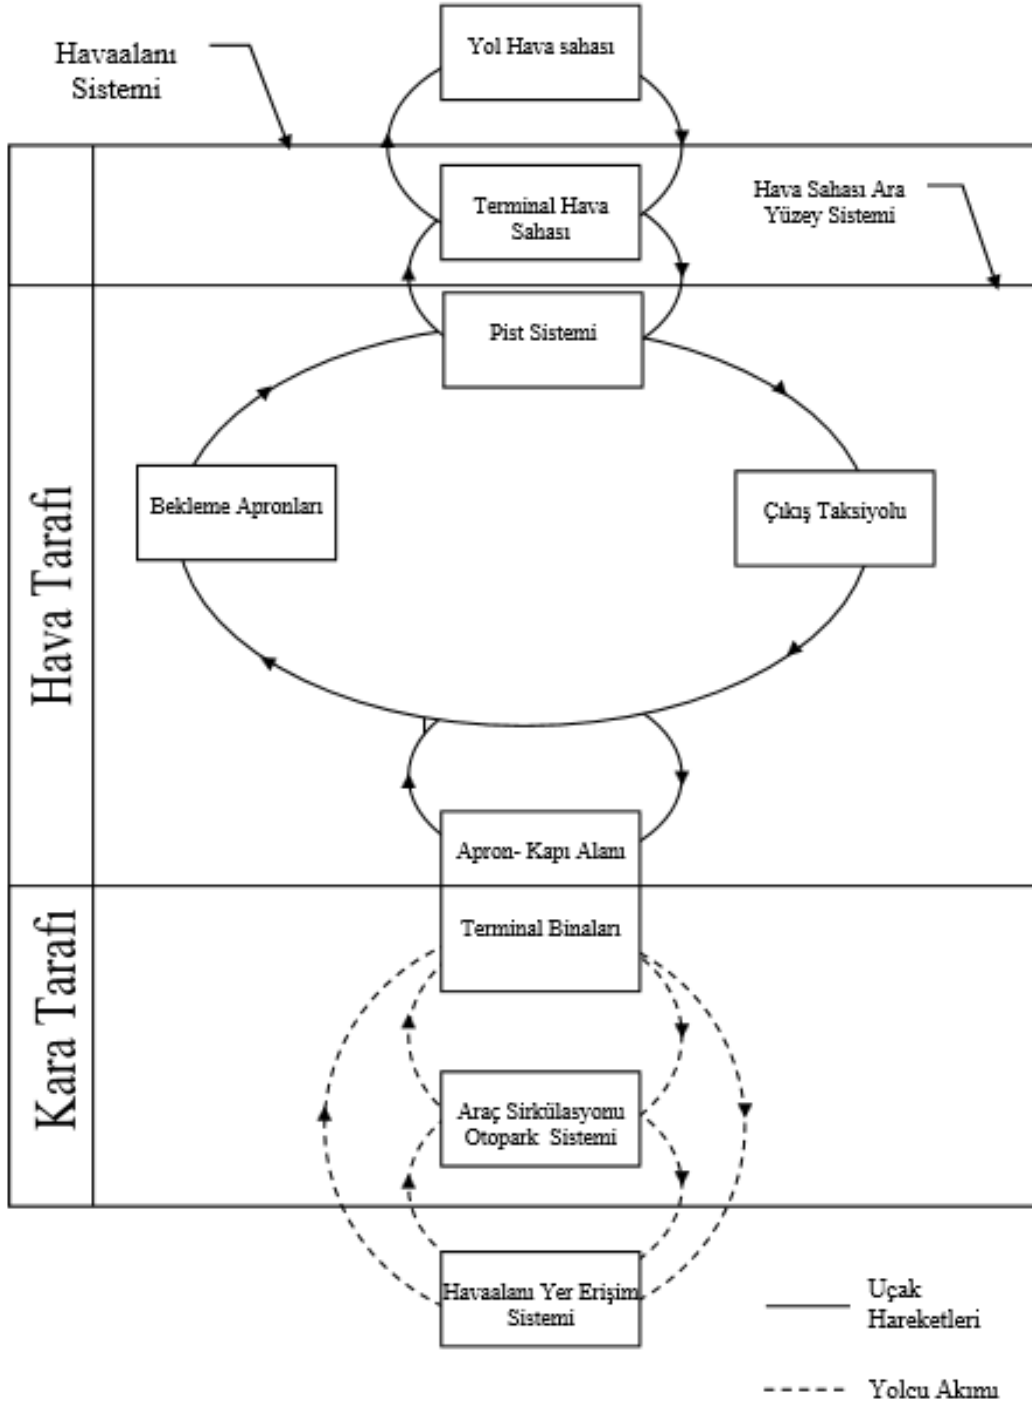 Yol Hava sahası
Havaalanı
Sistemi
Terminal Hava
Sahası
Hava Sahası Ara
Yüzey Sistemi
Pist Sistemi
Hava Tarafı
Bekleme Apronları
Çıkış Taksiyolu
Apron- Kapı Alanı
Kara Tarafı
Terminal Binaları
Araç Sirkülasyonu
Otopark Sistemi
Havaalanı Yer Erişim
Sistemi
Uçak
Hareketleri
Yolcu Akımı